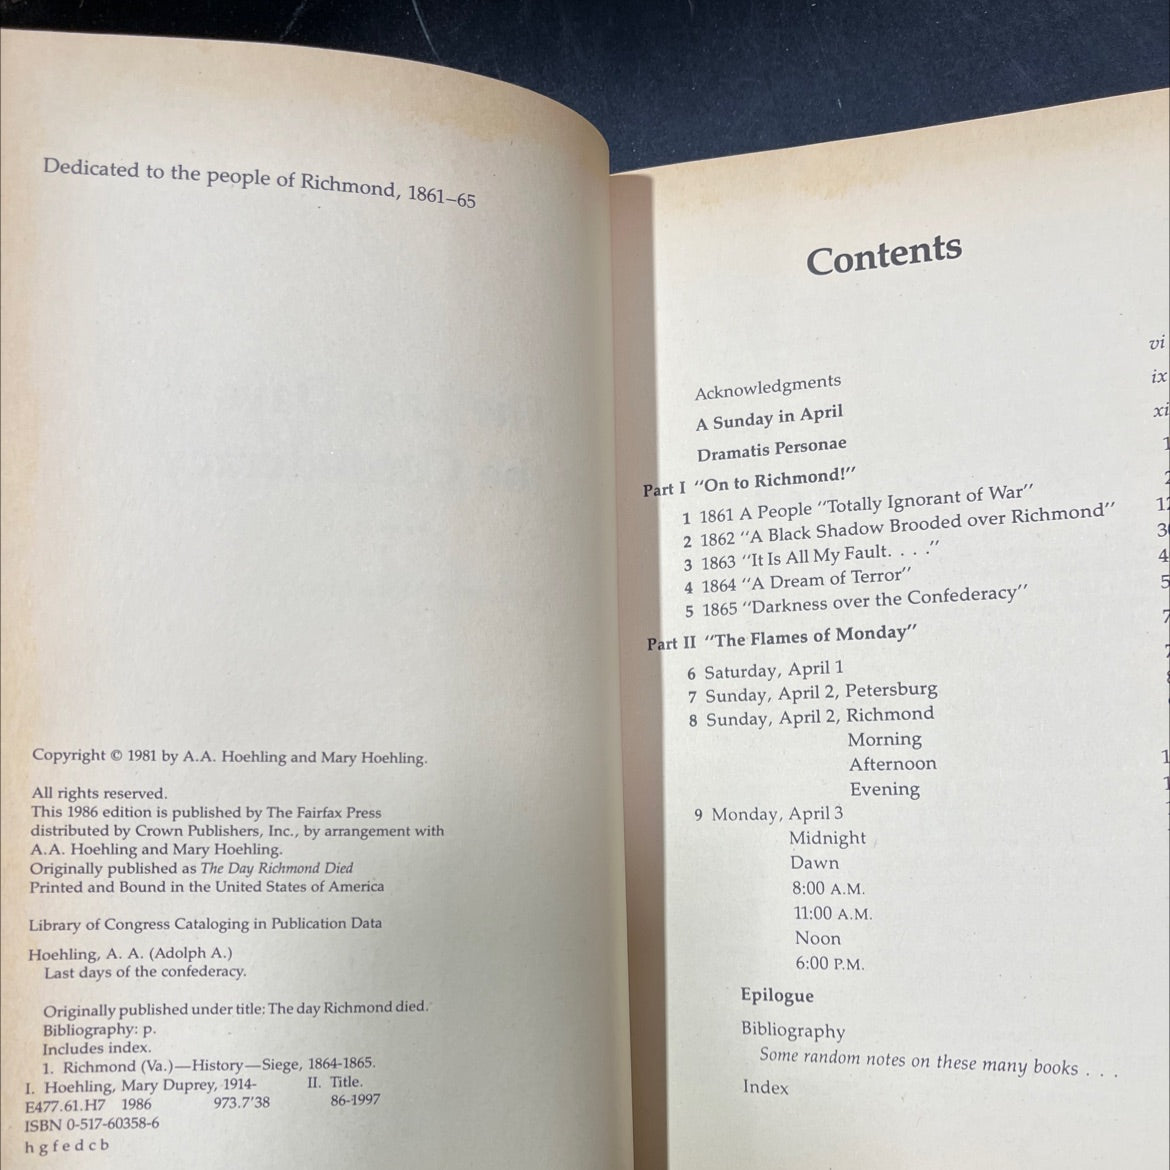 Dedicated to the people of Richmond, 1861–65
Copyright © 1981 by A.A. Hoehling and Mary Hoehling.
All rights reserved.
This 1986 edition is published by The Fairfax Press
distributed by Crown Publishers, Inc., by arrangement with
A.A. Hoehling and Mary Hoehling.
Originally published as The Day Richmond Died
Printed and Bound in the United States of America
Library of Congress Cataloging in Publication Data
Hoehling, A. A. (Adolph A.)
Last days of the confederacy.
Originally published under title: The day Richmond died.
Bibliography: p.
Includes index.
1. Richmond (Va.)—History—Siege, 1864-1865.
I. Hoehling, Mary Duprey, 1914- II. Title.
E477.61.H7 1986 973.7'38 86-1997
ISBN 0-517-60358-6
h g f e d c b
Contents
Acknowledgments vi
A Sunday in April ix
Dramatis Personae
Part I "On to Richmond!"
1 1861 A People "Totally Ignorant of War"
2 1862 "A Black Shadow Brooded over Richmond"
3 1863 "It Is All My Fault. . . ."
4 1864 "A Dream of Terror"
5 1865 "Darkness over the Confederacy"
Part II "The Flames of Monday"
6 Saturday, April 1
7 Sunday, April 2, Petersburg
8 Sunday, April 2, Richmond
Morning
Afternoon
Evening
9 Monday, April 3
Midnight
Dawn
8:00 A.M.
11:00 A.M.
Noon
6:00 P.M.
Epilogue
Bibliography
Some random notes on these many books . . .
Index